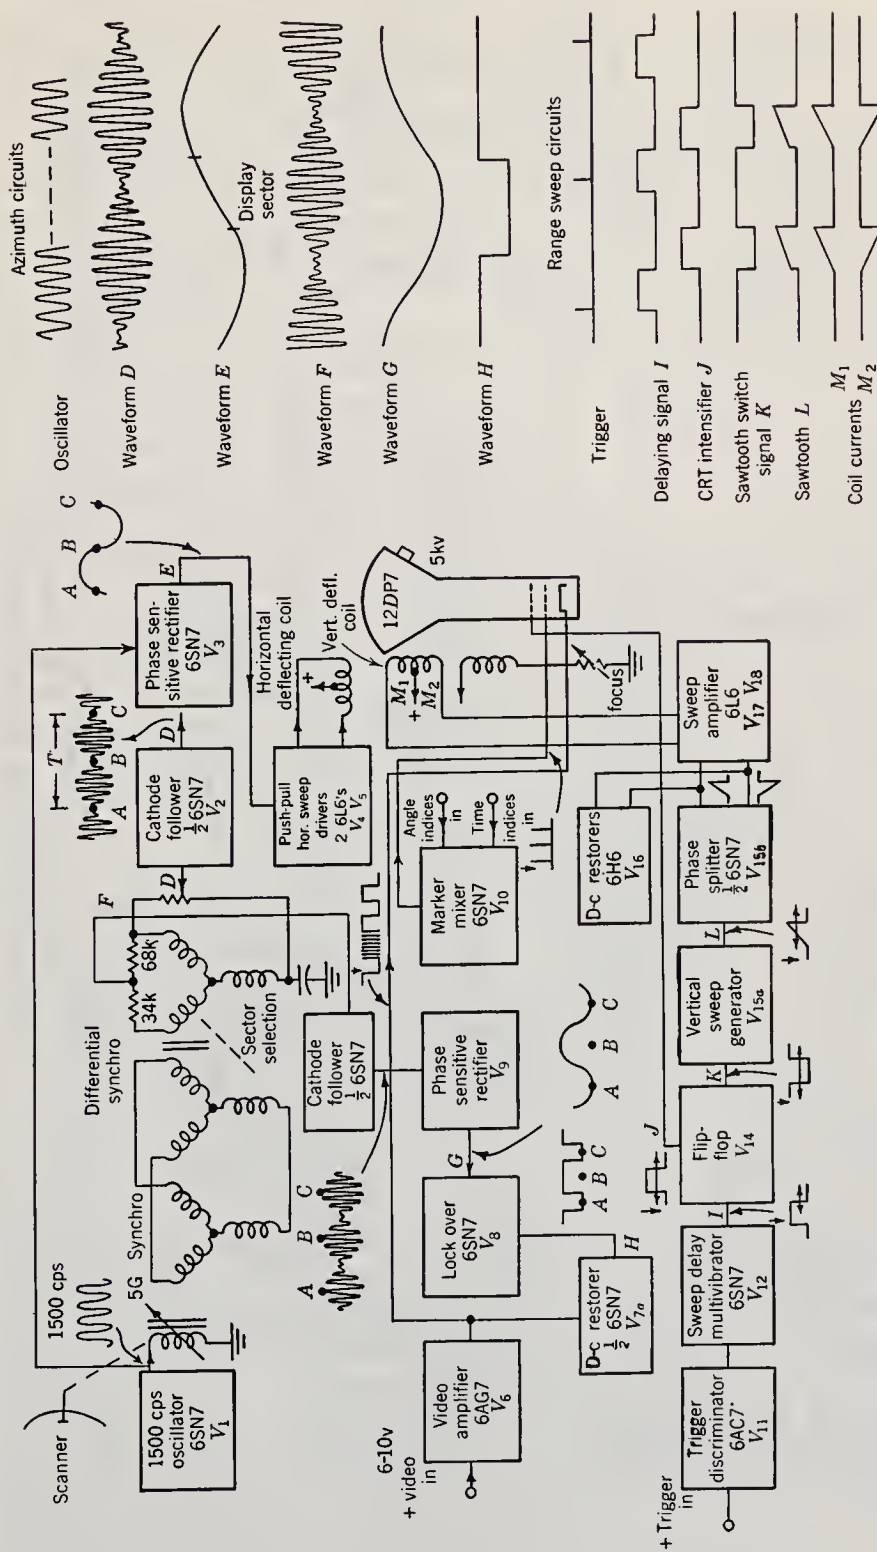 Scanner
1500 cps
1500 cps
oscillator
6SN7
V1
5G
Synchro
Differential
synchro
Sector
selection
34k
68k
F
D
Cathode
follower
½ 6SN7
V2
A
B
C
T
D
Phase sen-
sitive rectifier
6SN7
V3
E
A
B
C
Push-pull
hor. sweep
drivers
2 6L6's
V4 V5
Horizontal
deflecting coil
+
Vert. defl.
coil
M1
+
M2
12DP7
5kv
focus
A
B
C
Cathode
follower
½ 6SN7
Phase
sensitive
rectifier
V9
G
Lock over
6SN7
V8
A
B
C
A
B
C
H
D-c restorer
½ 6SN7
V7a
6-10v
+ video
in
Video
amplifier
6AG7
V6
Marker
mixer
6SN7
V10
Angle
indices
in
Time
indices
in
+ Trigger
in
Trigger
discriminator
6AC7
V11
Sweep delay
multivibrator
6SN7
V12
I
Flip-
flop
V14
J
K
Vertical
sweep
generator
V15a
L
Phase
splitter
½ 6SN7
V15b
D-c restorers
6H6
V16
Sweep
amplifier
6L6
V17 V18
Azimuth circuits
Oscillator
Waveform D
Waveform E
Display
sector
Waveform F
Waveform G
Waveform H
Range sweep circuits
Trigger
Delaying signal I
CRT intensifier J
Sawtooth switch
signal K
Sawtooth L
Coil currents M1
M2